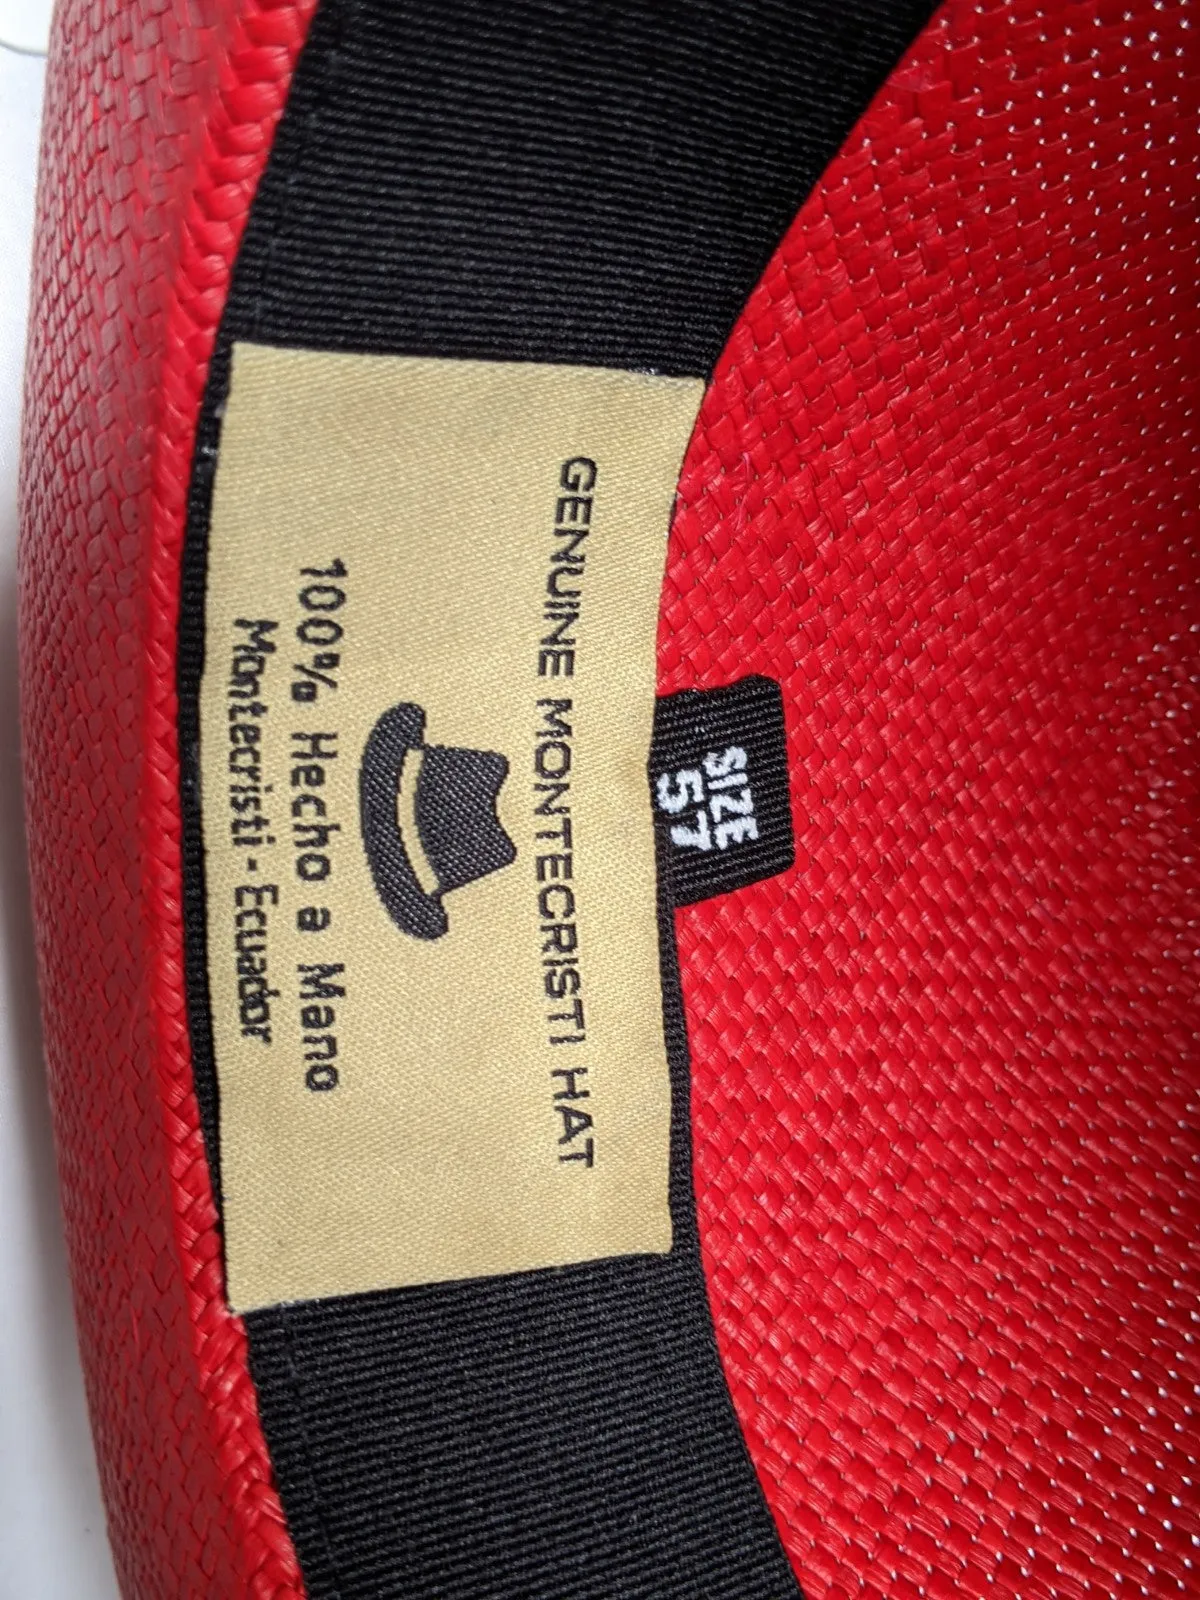 GENUINE MONTECRISTI HAT
100% Hecho a Mano
Montecristi - Ecuador
SIZE
57